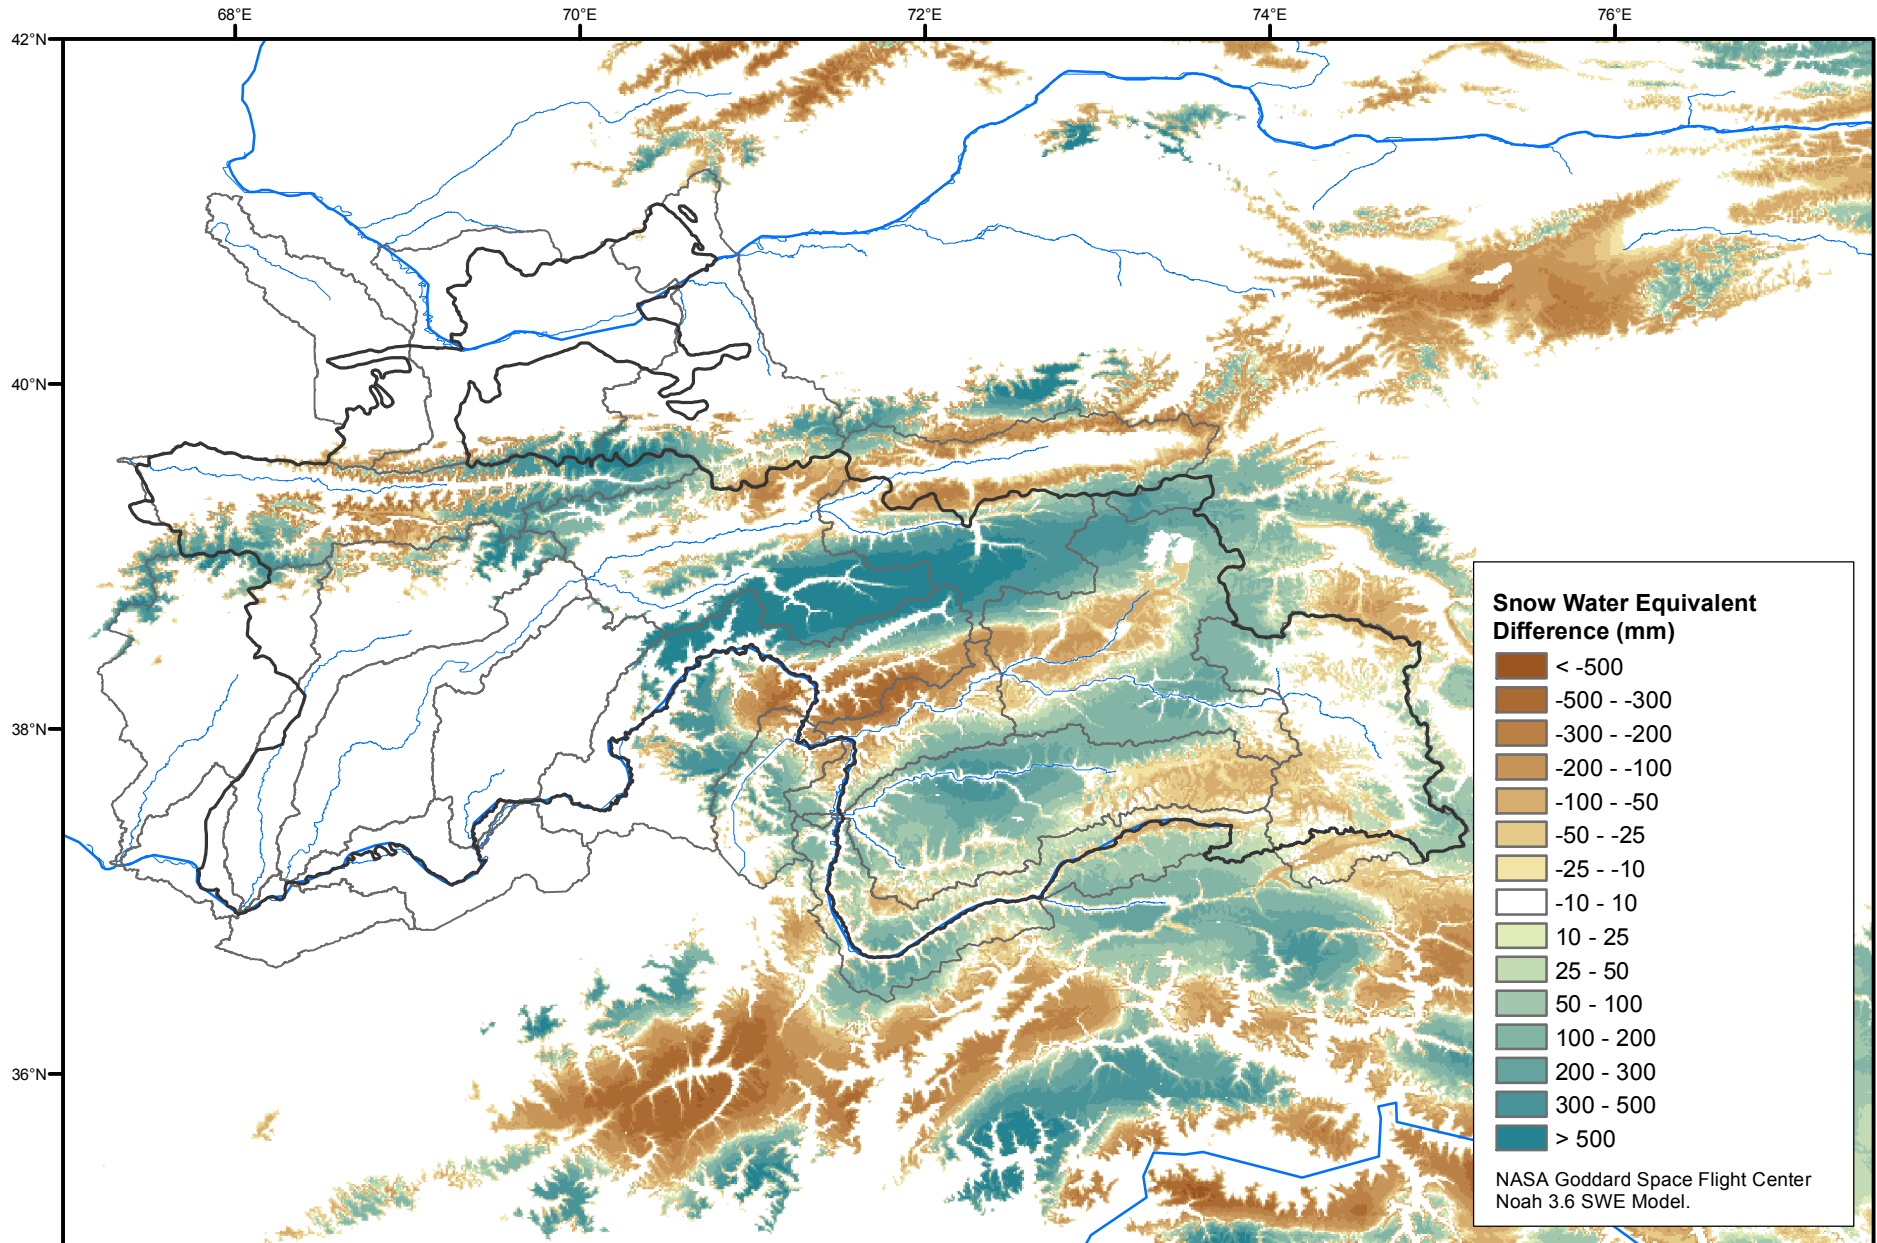 68°E
70°E
72°E
74°E
76°E
42°N
40°N
38°N
36°N
Snow Water Equivalent
Difference (mm)
< -500
-500 - -300
-300 - -200
-200 - -100
-100 - -50
-50 - -25
-25 - -10
-10 - 10
10 - 25
25 - 50
50 - 100
100 - 200
200 - 300
300 - 500
> 500
NASA Goddard Space Flight Center
Noah 3.6 SWE Model.